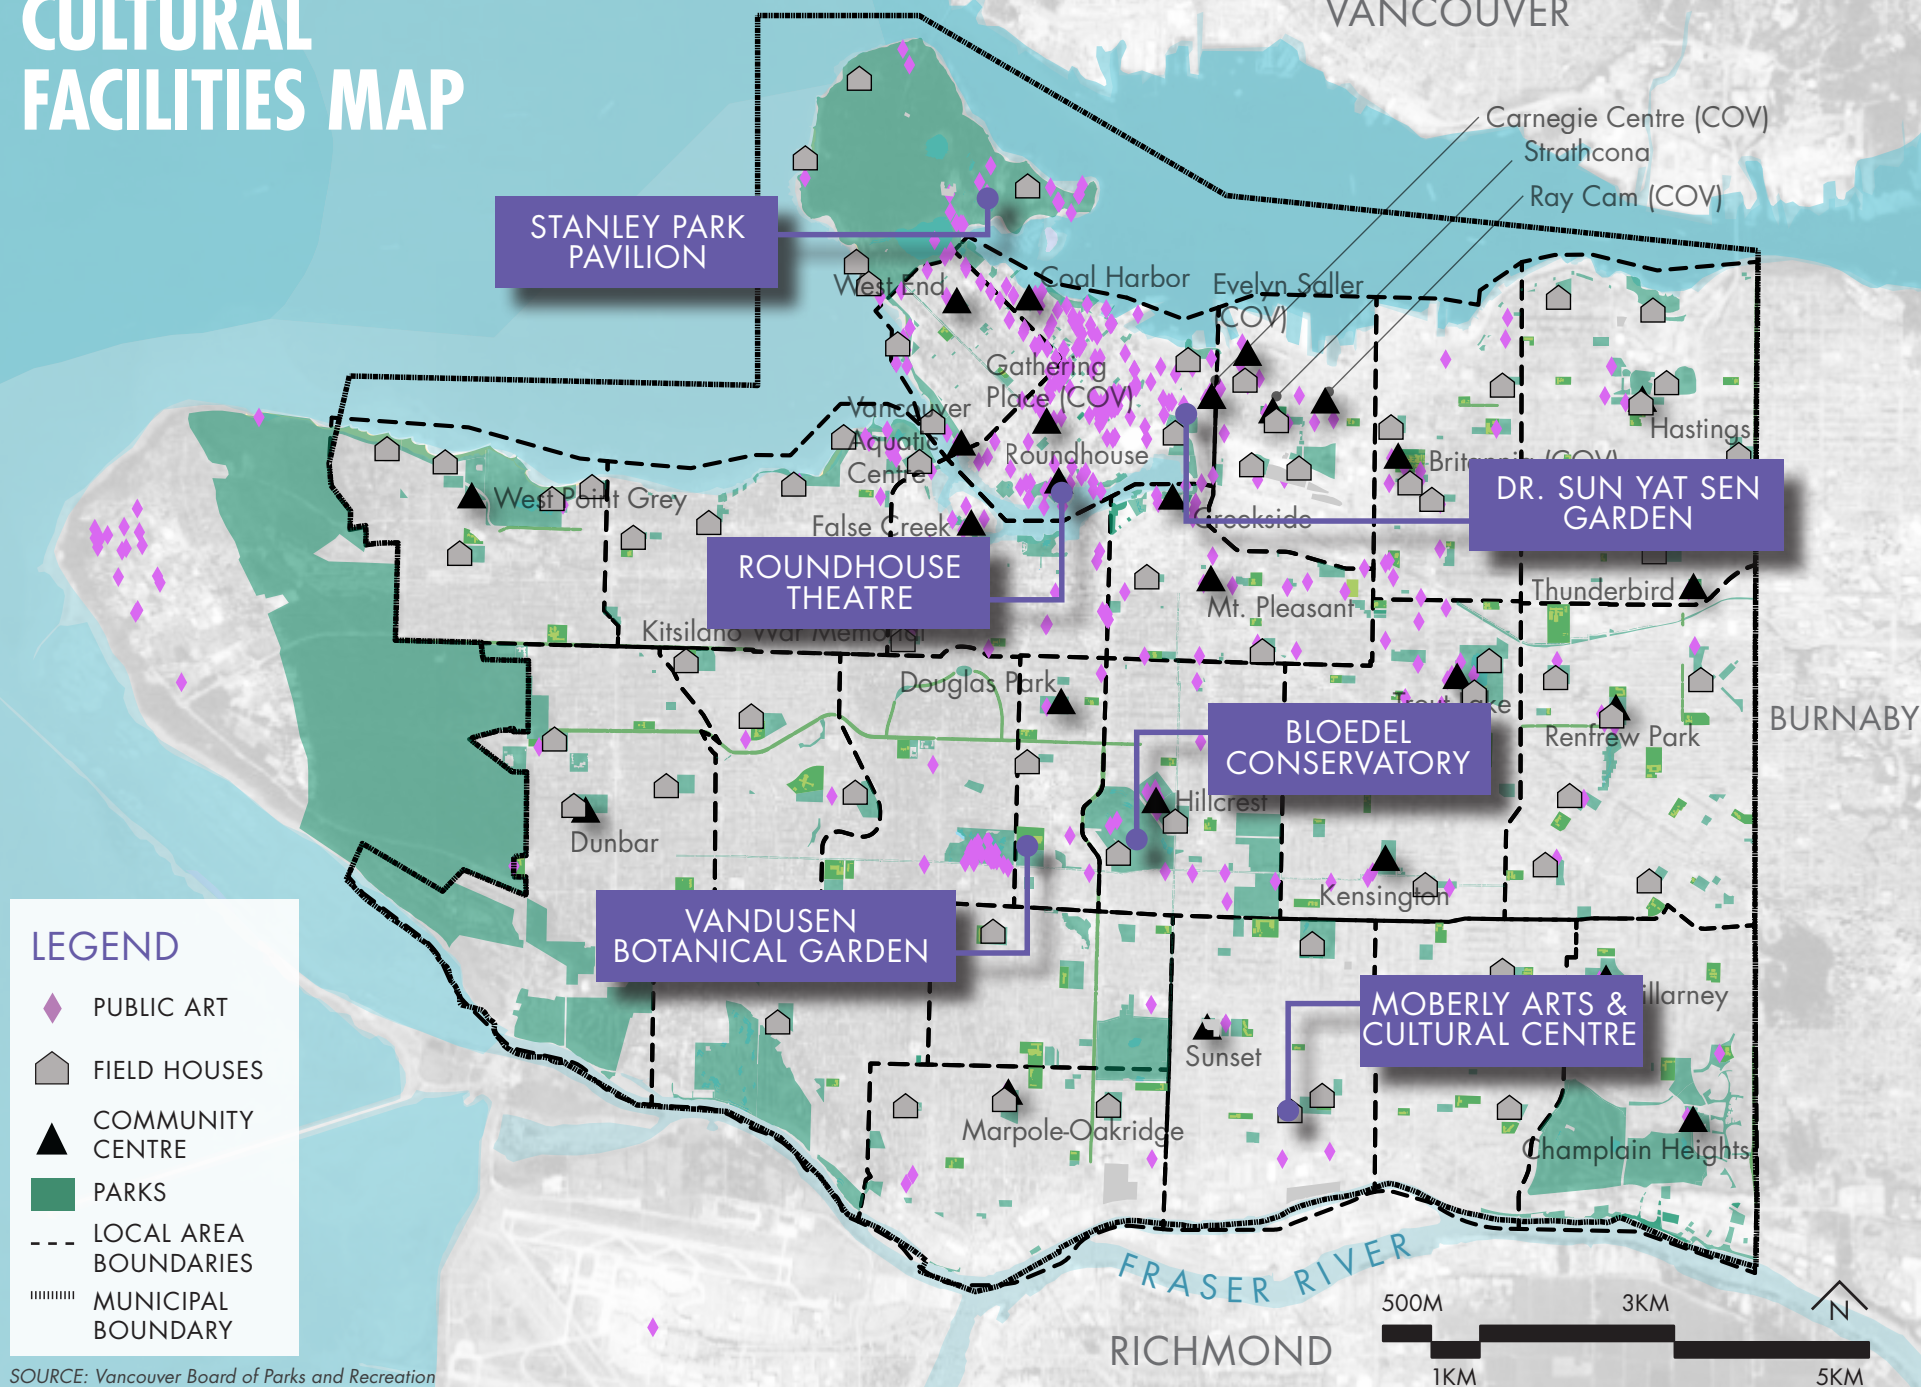 CULTURAL
FACILITIES MAP
VANCOUVER
Carnegie Centre (COV)
Strathcona
Ray Cam (COV)
STANLEY PARK
PAVILION
West End
Coal Harbor
Evelyn Saller
(COV)
Gathering
Place (COV)
Vancouver
Aquatic
Centre
Roundhouse
Hastings
Britannia (COV)
West Point Grey
DR. SUN YAT SEN
GARDEN
False Creek
Creekside
ROUNDHOUSE
THEATRE
Thunderbird
Mt. Pleasant
Kitsilano War Memorial
Douglas Park
Trout Lake
BLOEDEL
CONSERVATORY
BURNABY
Renfrew Park
Hillcrest
Dunbar
Kensington
VANDUSEN
BOTANICAL GARDEN
illarney
MOBERLY ARTS &
CULTURAL CENTRE
Sunset
Marpole-Oakridge
Champlain Heights
FRASER RIVER
RICHMOND
LEGEND
PUBLIC ART
FIELD HOUSES
COMMUNITY
CENTRE
PARKS
LOCAL AREA
BOUNDARIES
MUNICIPAL
BOUNDARY
500M
3KM
N
1KM
5KM
SOURCE: Vancouver Board of Parks and Recreation